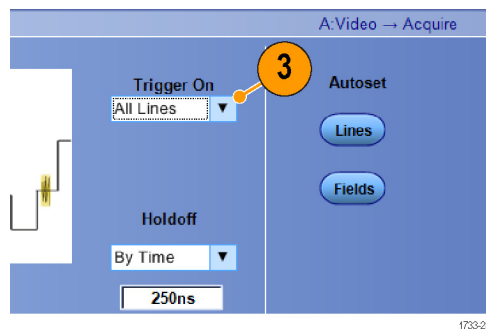 A:Video → Acquire
3
Trigger On
All Lines
Autoset
Lines
Fields
Holdoff
By Time
250ns
1733-2